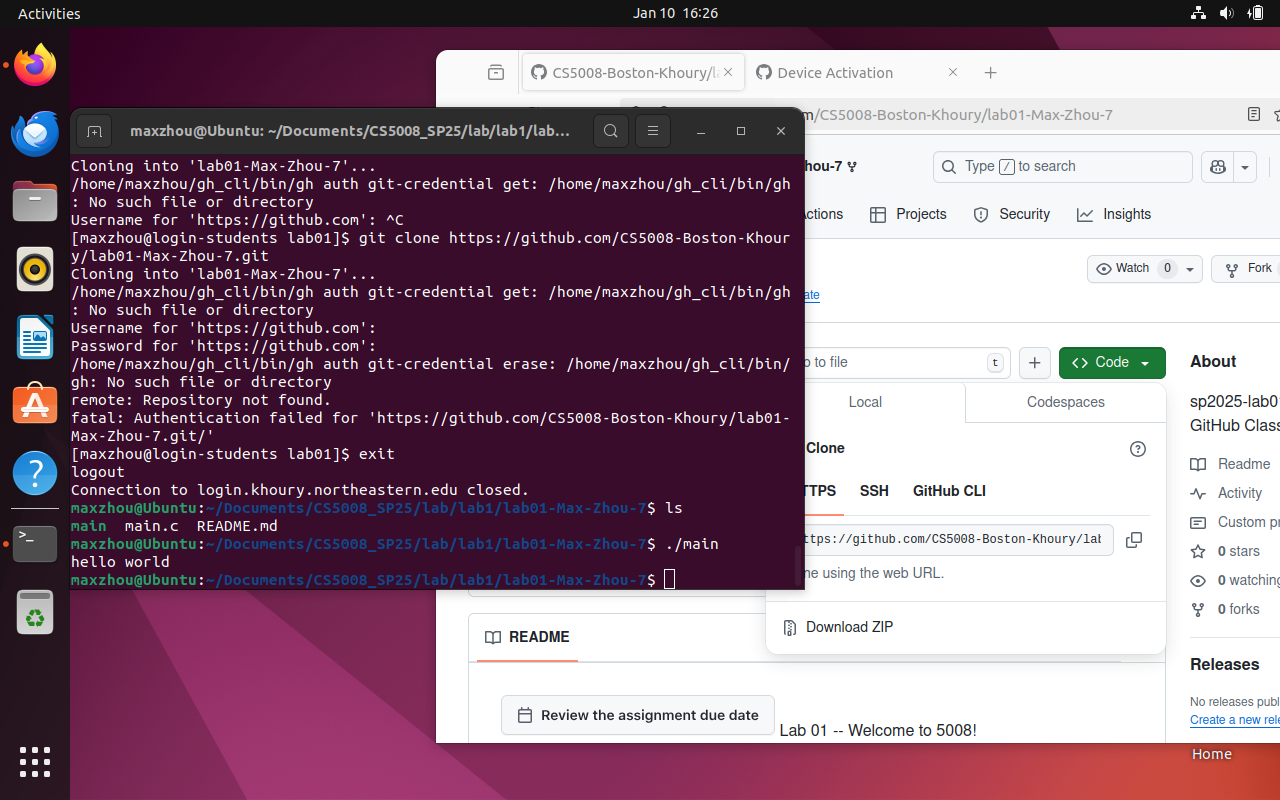 Activities
Jan 10 16:26
CS5008-Boston-Khoury/la
Device Activation
maxzhou@Ubuntu: ~/Documents/CS5008_SP25/lab/lab1/lab...
/CS5008-Boston-Khoury/lab01-Max-Zhou-7
Cloning into 'lab01-Max-Zhou-7'...
/home/maxzhou/gh_cli/bin/gh auth git-credential get: /home/maxzhou/gh_cli/bin/gh
: No such file or directory
Username for 'https://github.com': ^C
[maxzhou@login-students lab01]$ git clone https://github.com/CS5008-Boston-Khour
y/lab01-Max-Zhou-7.git
Cloning into 'lab01-Max-Zhou-7'...
/home/maxzhou/gh_cli/bin/gh auth git-credential get: /home/maxzhou/gh_cli/bin/gh
: No such file or directory
Username for 'https://github.com':
Password for 'https://github.com':
/home/maxzhou/gh_cli/bin/gh auth git-credential erase: /home/maxzhou/gh_cli/bin/
gh: No such file or directory
remote: Repository not found.
fatal: Authentication failed for 'https://github.com/CS5008-Boston-Khoury/lab01-
Max-Zhou-7.git/'
[maxzhou@login-students lab01]$ exit
logout
Connection to login.khoury.northeastern.edu closed.
maxzhou@Ubuntu:~/Documents/CS5008_SP25/lab/lab1/lab01-Max-Zhou-7$ ls
main  main.c  README.md
maxzhou@Ubuntu:~/Documents/CS5008_SP25/lab/lab1/lab01-Max-Zhou-7$ ./main
hello world
maxzhou@Ubuntu:~/Documents/CS5008_SP25/lab/lab1/lab01-Max-Zhou-7$
hou-7
Type / to search
ctions
Projects
Security
Insights
Watch 0
Fork
ate
o to file
t
Code
Local
Codespaces
Clone
TTPS
SSH
GitHub CLI
ttps://github.com/CS5008-Boston-Khoury/lab
ne using the web URL.
Download ZIP
About
sp2025-lab01
GitHub Class
Readme
Activity
Custom pr
0 stars
0 watching
0 forks
Releases
No releases publ
Create a new rele
README
Review the assignment due date
Lab 01 -- Welcome to 5008!
Home